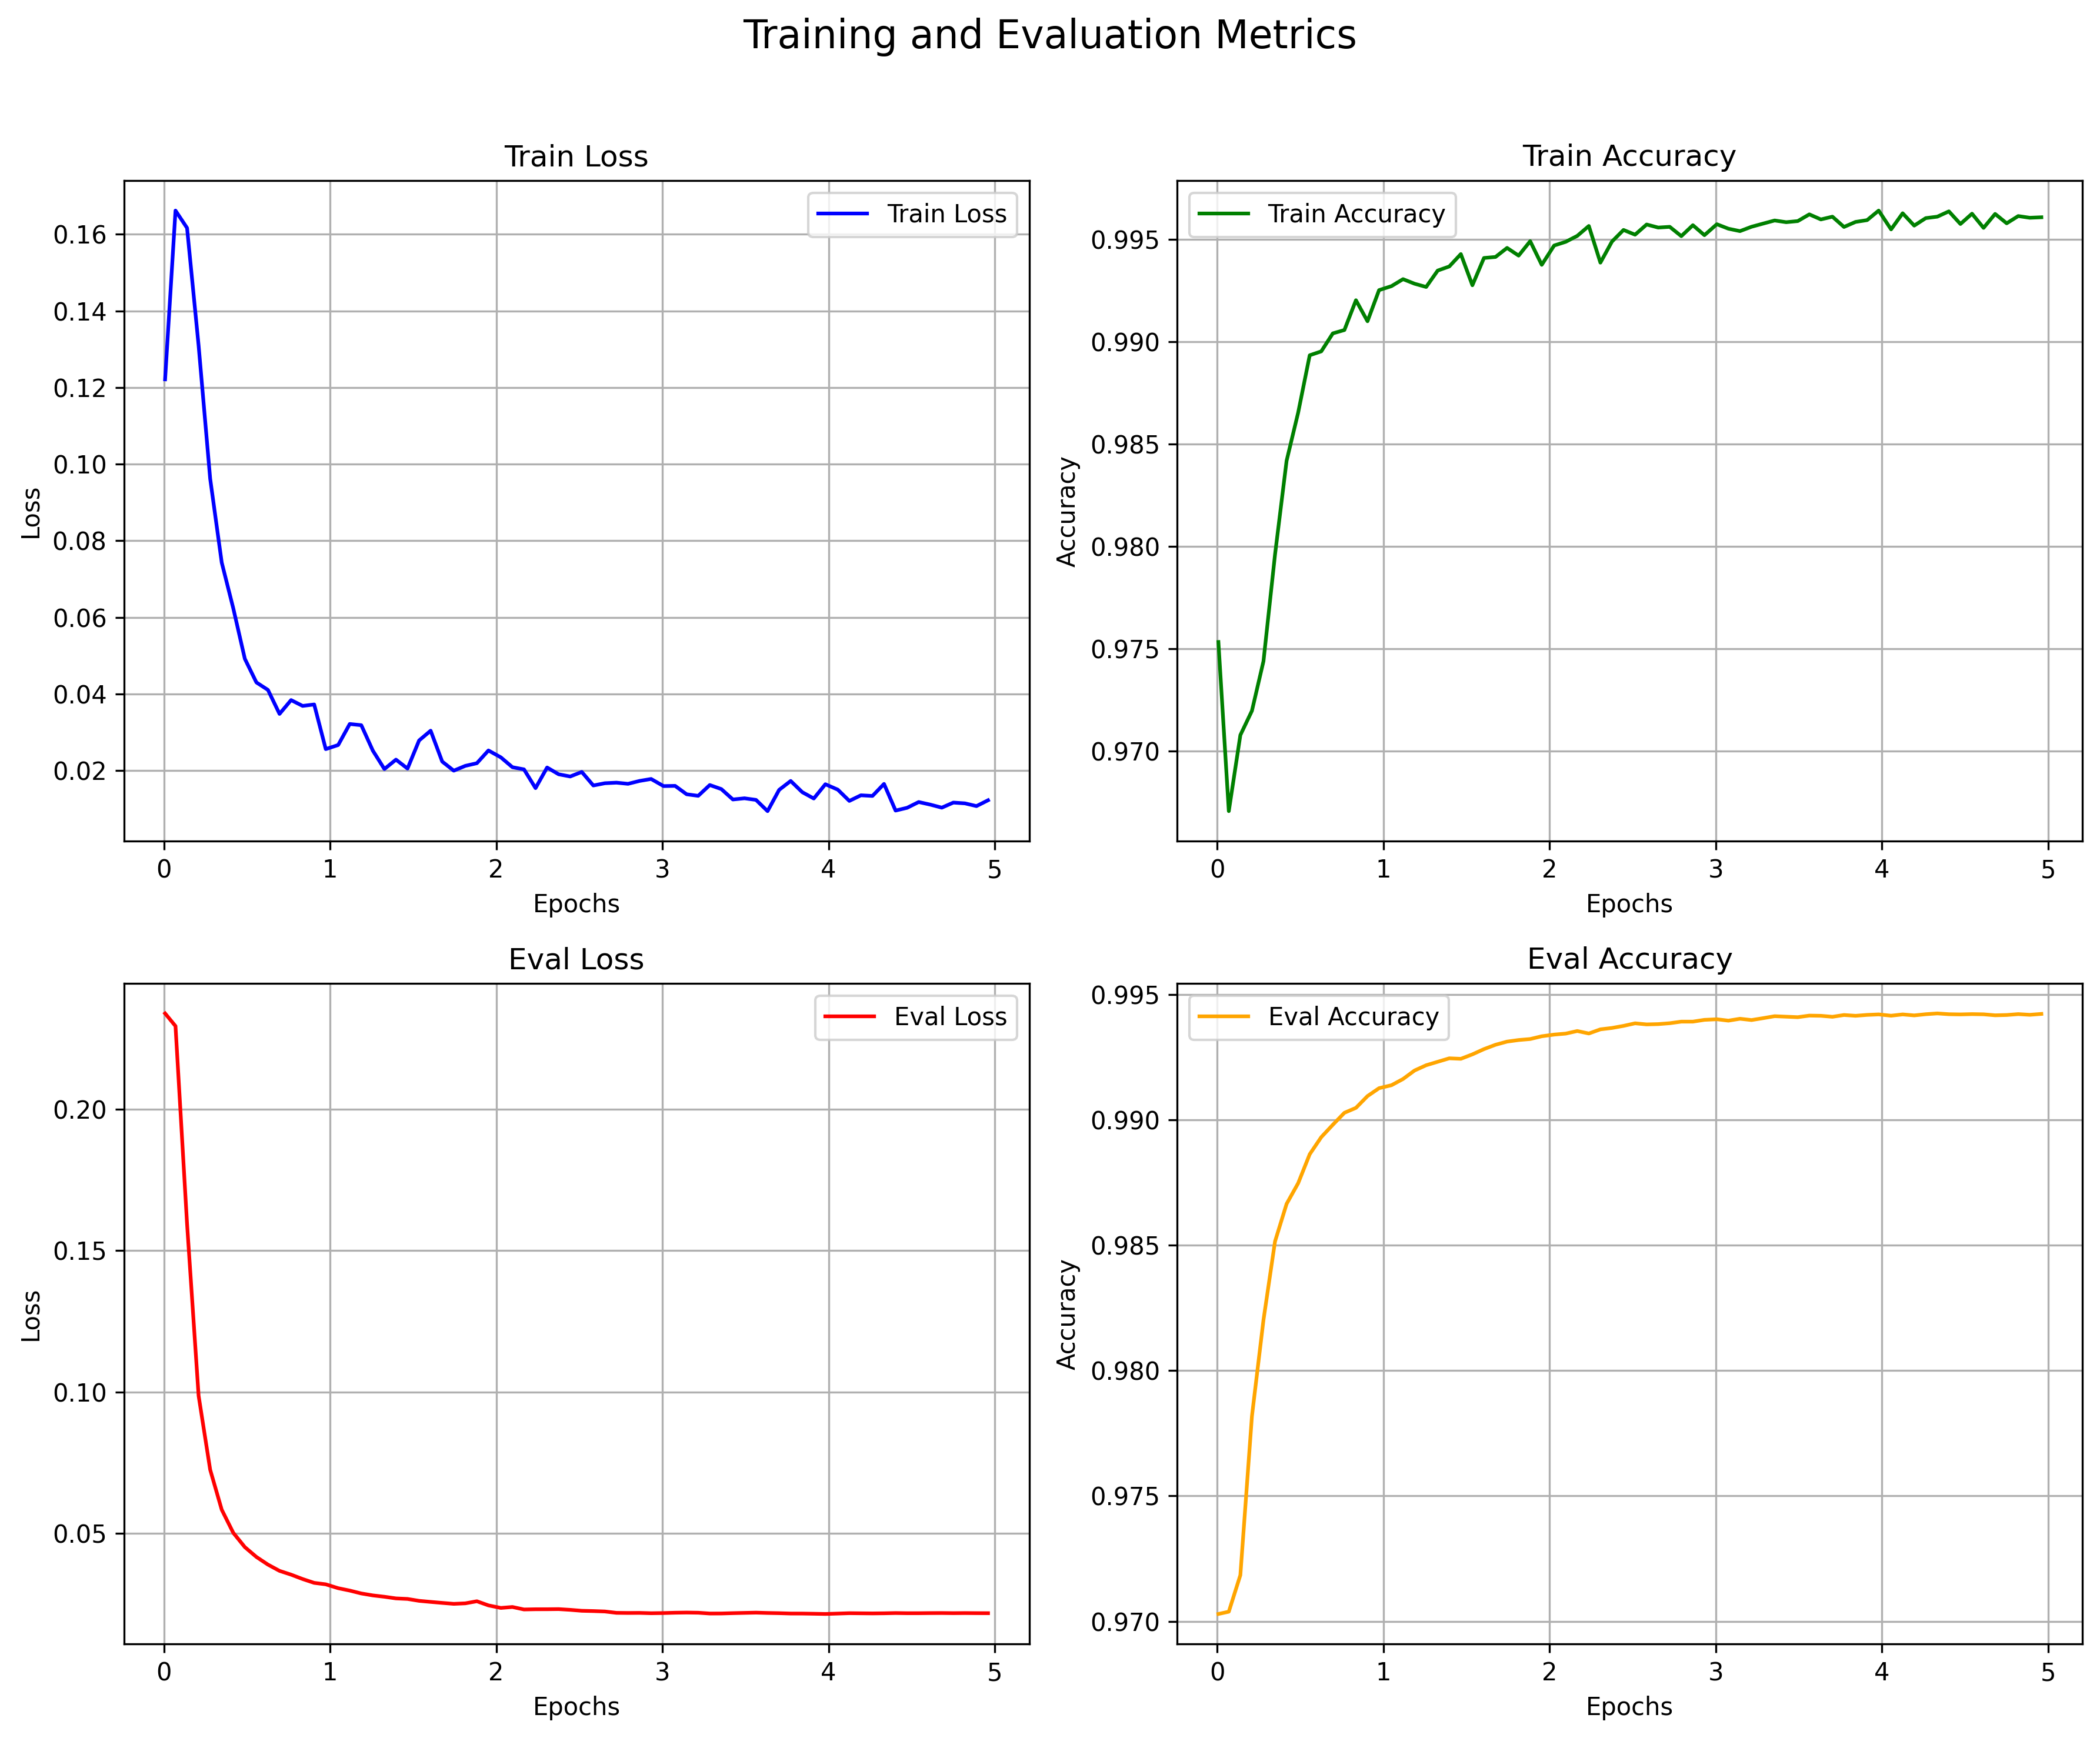 Training and Evaluation Metrics
Train Loss
Train Loss
0.16
0.14
0.12
0.10
0.08
0.06
0.04
0.02
Loss
0
1
2
3
4
5
Epochs
Train Accuracy
Train Accuracy
0.995
0.990
0.985
0.980
0.975
0.970
Accuracy
0
1
2
3
4
5
Epochs
Eval Loss
Eval Loss
0.20
0.15
0.10
0.05
Loss
0
1
2
3
4
5
Epochs
Eval Accuracy
Eval Accuracy
0.995
0.990
0.985
0.980
0.975
0.970
Accuracy
0
1
2
3
4
5
Epochs